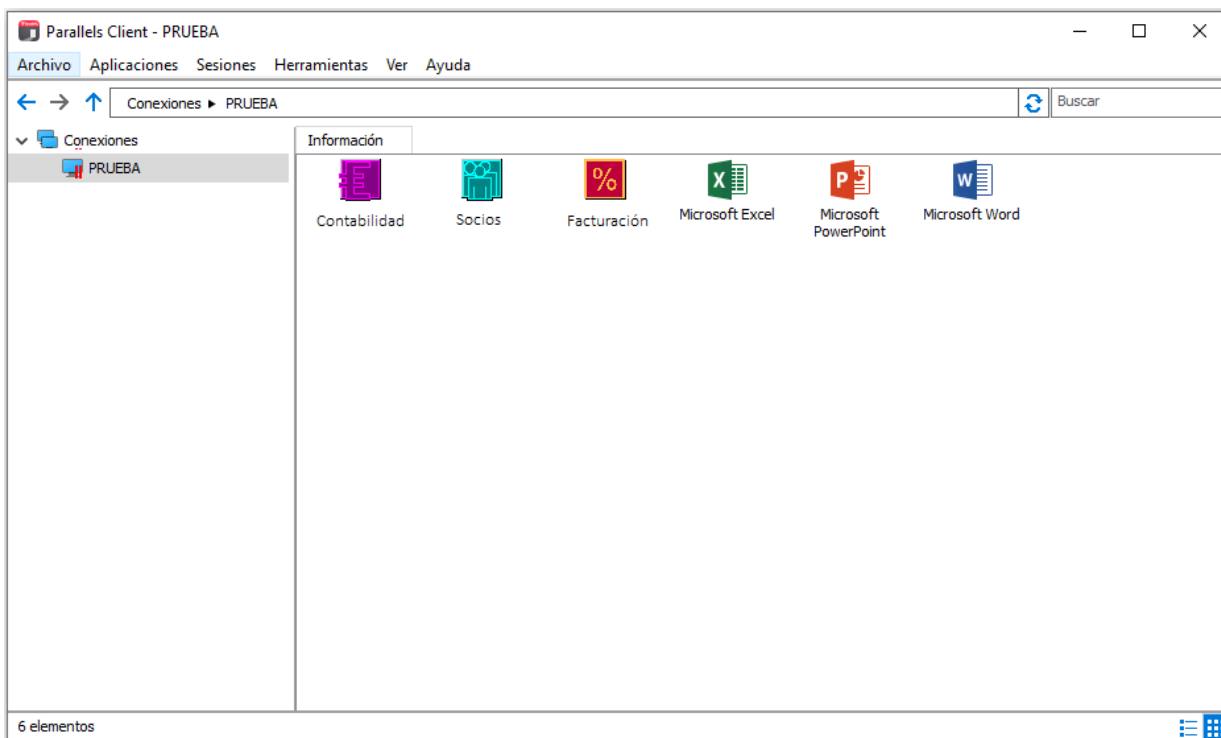 Parallels Client - PRUEBA
Archivo Aplicaciones Sesiones Herramientas Ver Ayuda
Conexiones ▸ PRUEBA
Buscar
Conexiones
PRUEBA
Información
Contabilidad
Socios
%
Facturación
X
Microsoft Excel
P
Microsoft
PowerPoint
W
Microsoft Word
6 elementos